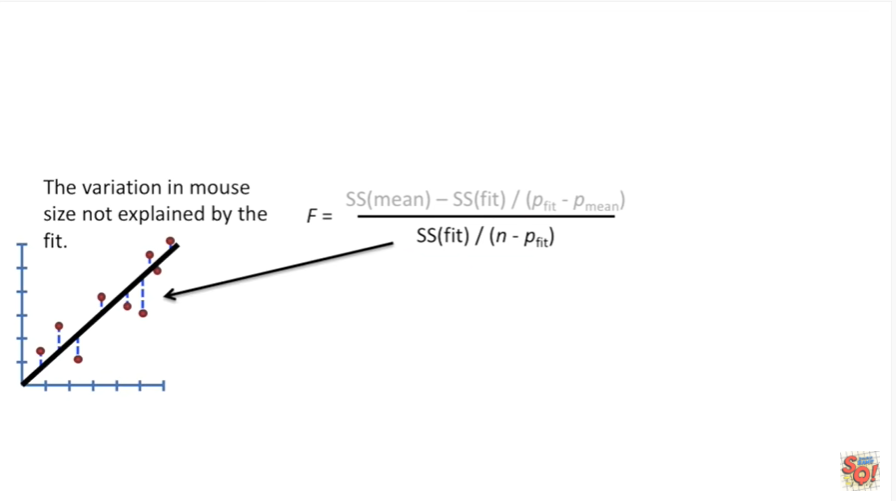 The variation in mouse
size not explained by the
fit.
F =
SS(mean) – SS(fit) / (pfit - pmean)
SS(fit) / (n - pfit)
SQ!